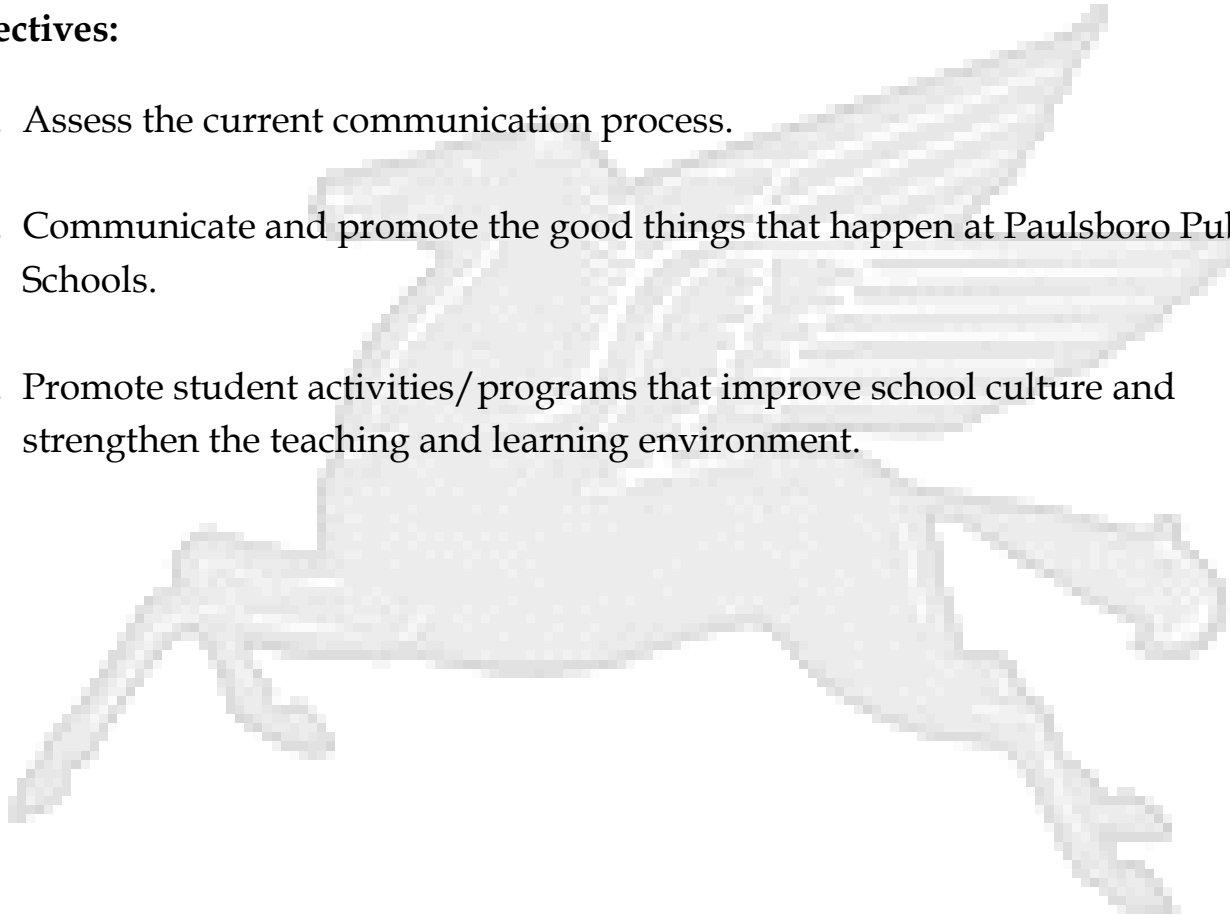 ectives:
. Assess the current communication process.
. Communicate and promote the good things that happen at Paulsboro Pu
Schools.
. Promote student activities/programs that improve school culture and
strengthen the teaching and learning environment.